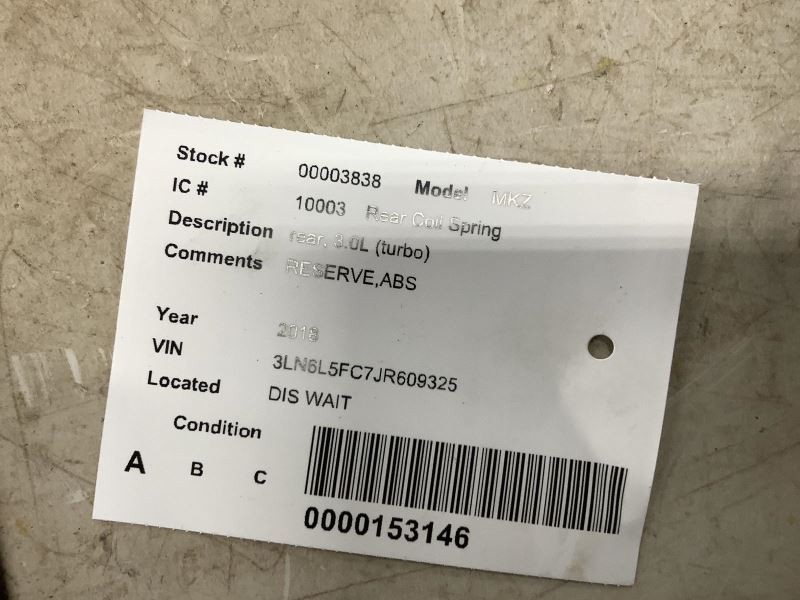 Stock # 00003838 Model MKZ
IC # 10003 Rear Coil Spring
Description rear, 3.0L (turbo)
Comments RESERVE,ABS
Year 2018
VIN 3LN6L5FC7JR609325
Located DIS WAIT
Condition
A B C
0000153146